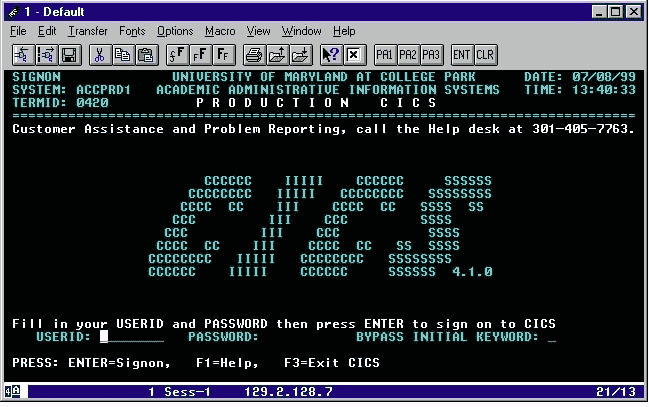 1 - Default
File Edit Transfer Fonts Options Macro View Window Help
PA1 PA2 PA3 ENT CLR
SIGNON UNIVERSITY OF MARYLAND AT COLLEGE PARK DATE: 07/08/99
SYSTEM: ACCPRD1 ACADEMIC ADMINISTRATIVE INFORMATION SYSTEMS TIME: 13:40:33
TERMID: 0420 P R O D U C T I O N C I C S
===============================================================================
Customer Assistance and Problem Reporting, call the Help desk at 301-405-7763.
CCCCCC IIIII CCCCCC SSSSSS
CCCCCCCC IIIII CCCCCCCC SSSSSSSS
CCCC CC III CCCC CC SSSS SS
CCC III CCC SSSS
CCC III CCC SSSS
CCCC CC III CCCC CC SS SSSS
CCCCCCCC IIIII CCCCCCCC SSSSSSSS
CCCCCC IIIII CCCCCC SSSSSS 4.1.0
Fill in your USERID and PASSWORD then press ENTER to sign on to CICS
USERID: ________ PASSWORD: BYPASS INITIAL KEYWORD: _
PRESS: ENTER=Signon, F1=Help, F3=Exit CICS
4 A 1 Sess-1 129.2.128.7 21/13